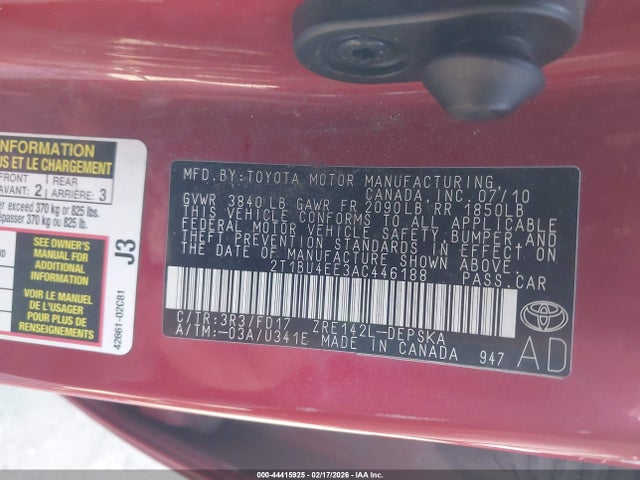 INFORMATION
US ET LE CHARGEMENT
FRONT
AVANT: 2
REAR
ARRIÈRE: 3
er exceed 370 kg or 825 lbs.
épasser 370 kg ou 825 lb.
SEE OWNER'S
MANUAL FOR
ADDITIONAL
INFORMATION
VOIR LE MANUEL
POUR PLUS DE
RENSEIGNEMENTS
J3
42661-02C81
MFD.BY:TOYOTA MOTOR MANUFACTURING,
CANADA, INC. 07/10
GVWR 3840 LB GAWR FR 2090LB RR 1850LB
THIS VEHICLE CONFORMS TO ALL APPLICABLE
FEDERAL MOTOR VEHICLE SAFETY, BUMPER, AND
THEFT PREVENTION STANDARDS IN EFFECT ON
THE DATE OF MANUFACTURE SHOWN ABOVE.
2T1BU4EE3AC446188 PASS.CAR
C/TR:3R3/FD17 ZRE142L-DEPSKA
A/TM:-03A/U341E MADE IN CANADA 947
TOYOTA
AD
000-44415925 - 02/17/2026 - IAAC